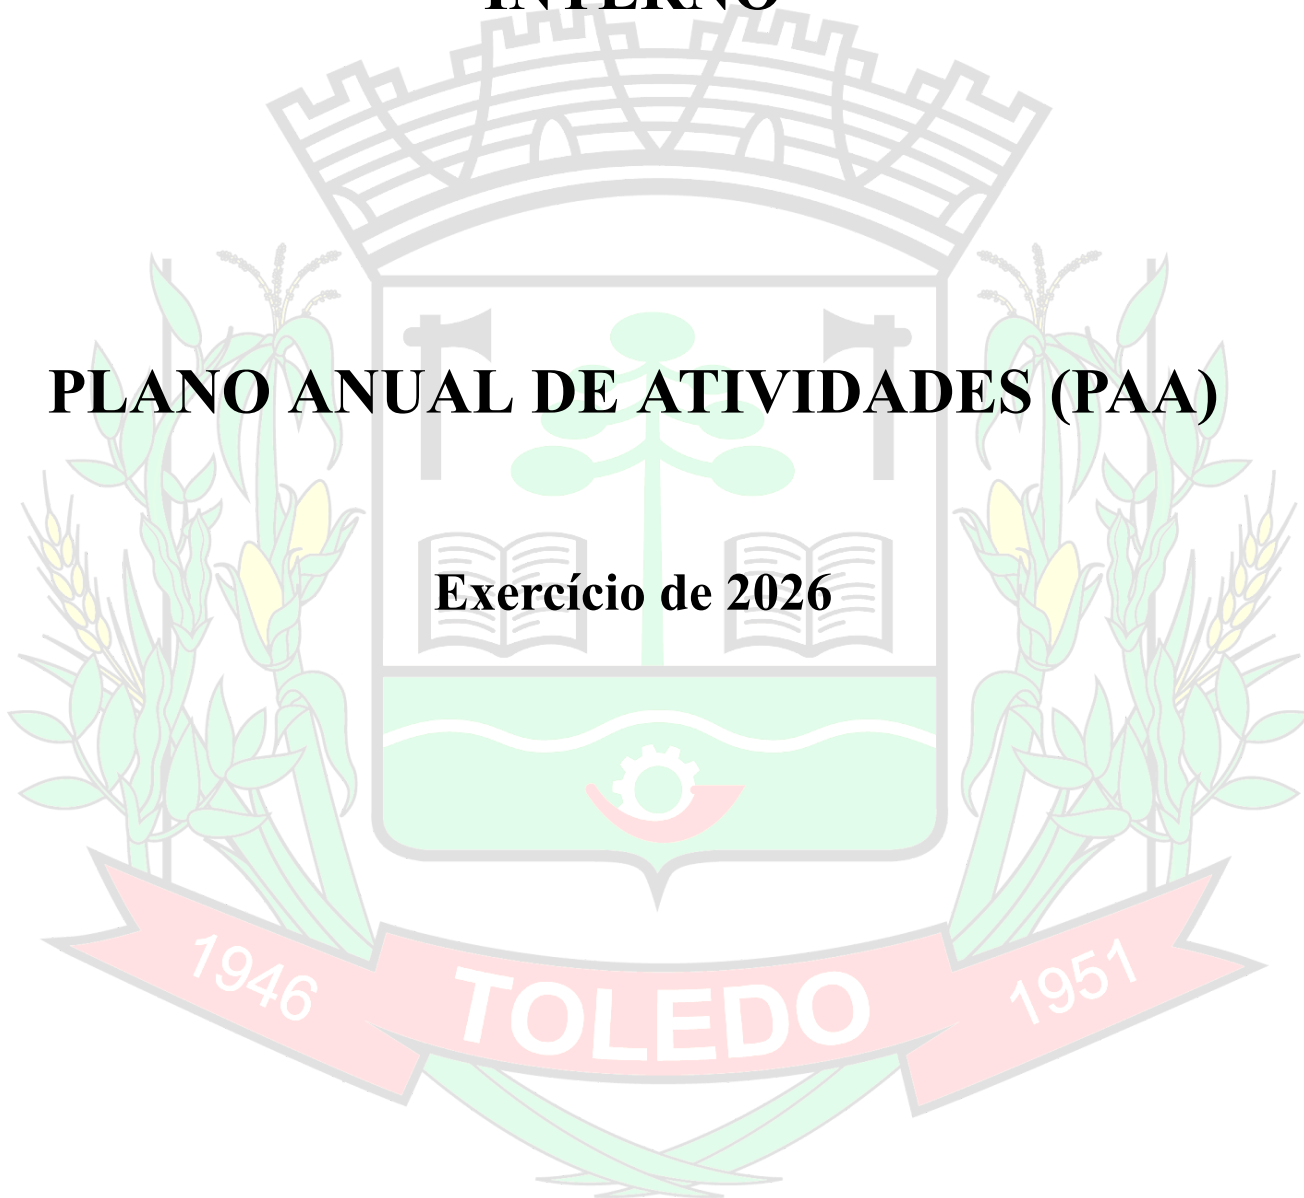 INTERNO
PLANO ANUAL DE ATIVIDADES (PAA)
Exercício de 2026
1946
TOLEDO
1951